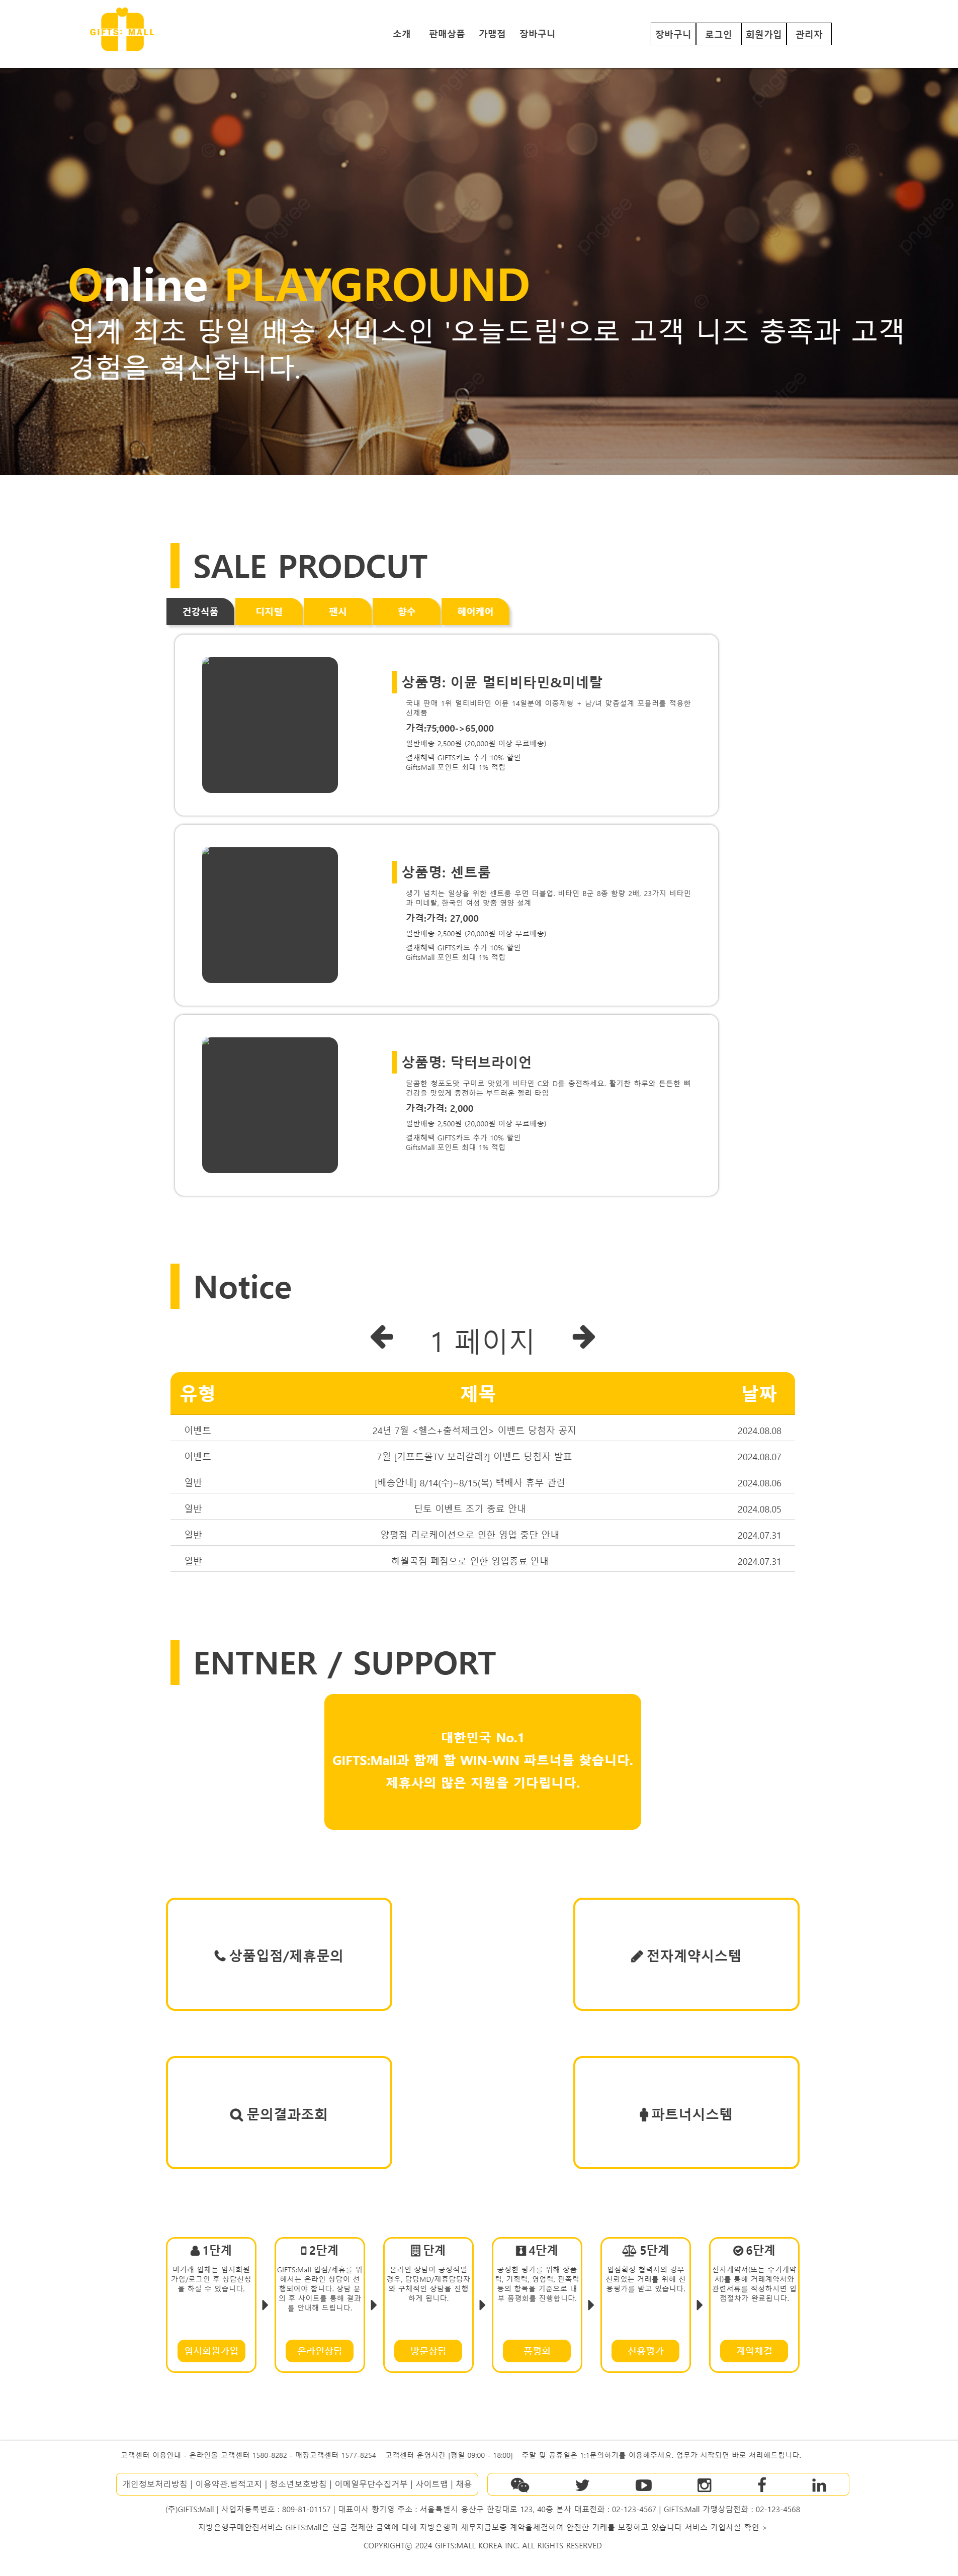 GIFTS: MALL
소개 판매상품 가맹점 장바구니
장바구니 로그인 회원가입 관리자
pngtree
Online PLAYGROUND
업계 최초 당일 배송 서비스인 '오늘드림'으로 고객 니즈 충족과 고객
경험을 혁신합니다.
SALE PRODCUT
건강식품 디지털 팬시 향수 헤어케어
상품명: 이뮨 멀티비타민&미네랄
국내 판매 1위 멀티비타민 이뮨 14일분에 이중제형 + 남/녀 맞춤설계 포뮬러를 적용한
신제품
가격:75,000->65,000
일반배송 2,500원 (20,000원 이상 무료배송)
결재혜택 GIFTS카드 추가 10% 할인
GiftsMall 포인트 최대 1% 적립
상품명: 센트룸
생기 넘치는 일상을 위한 센트룸 우먼 더블업. 비타민 B군 8종 함량 2배, 23가지 비타민
과 미네랄, 한국인 여성 맞춤 영양 설계
가격:가격: 27,000
일반배송 2,500원 (20,000원 이상 무료배송)
결재혜택 GIFTS카드 추가 10% 할인
GiftsMall 포인트 최대 1% 적립
상품명: 닥터브라이언
달콤한 청포도맛 구미로 맛있게 비타민 C와 D를 충전하세요. 활기찬 하루와 튼튼한 뼈
건강을 맛있게 충전하는 부드러운 젤리 타입
가격:가격: 2,000
일반배송 2,500원 (20,000원 이상 무료배송)
결재혜택 GIFTS카드 추가 10% 할인
GiftsMall 포인트 최대 1% 적립
Notice
1 페이지
유형 제목 날짜
이벤트 24년 7월 <헬스+출석체크인> 이벤트 당첨자 공지 2024.08.08
이벤트 7월 [기프트몰TV 보러갈래?] 이벤트 당첨자 발표 2024.08.07
일반 [배송안내] 8/14(수)~8/15(목) 택배사 휴무 관련 2024.08.06
일반 딘토 이벤트 조기 종료 안내 2024.08.05
일반 양평점 리로케이션으로 인한 영업 중단 안내 2024.07.31
일반 하월곡점 폐점으로 인한 영업종료 안내 2024.07.31
ENTNER / SUPPORT
대한민국 No.1
GIFTS:Mall과 함께 할 WIN-WIN 파트너를 찾습니다.
제휴사의 많은 지원을 기다립니다.
상품입점/제휴문의
전자계약시스템
문의결과조회
파트너시스템
1단계
미거래 업체는 임시회원
가입/로그인 후 상담신청
을 하실 수 있습니다.
임시회원가입
2단계
GIFTS:Mall 입점/제휴를 위
해서는 온라인 상담이 선
행되어야 합니다. 상담 문
의 후 사이트를 통해 결과
를 안내해 드립니다.
온라인상담
단계
온라인 상담이 긍정적일
경우, 담당MD/제휴담당자
와 구체적인 상담을 진행
하게 됩니다.
방문상담
4단계
공정한 평가를 위해 상품
력, 기획력, 영업력, 판촉력
등의 항목을 기준으로 내
부 품평회를 진행합니다.
품평회
5단계
입점확정 협력사의 경우
신뢰있는 거래를 위해 신
용평가를 받고 있습니다.
신용평가
6단계
전자계약서(또는 수기계약
서)를 통해 거래계약서와
관련서류를 작성하시면 입
점절차가 완료됩니다.
계약체결
고객센터 이용안내 - 온라인몰 고객센터 1580-8282 - 매장고객센터 1577-8254 고객센터 운영시간 [평일 09:00 - 18:00] 주말 및 공휴일은 1:1문의하기를 이용해주세요. 업무가 시작되면 바로 처리해드립니다.
개인정보처리방침 | 이용약관.법적고지 | 청소년보호방침 | 이메일무단수집거부 | 사이트맵 | 채용
(주)GIFTS:Mall | 사업자등록번호 : 809-81-01157 | 대표이사 황기영 주소 : 서울특별시 용산구 한강대로 123, 40층 본사 대표전화 : 02-123-4567 | GIFTS:Mall 가맹상담전화 : 02-123-4568
지방은행구매안전서비스 GIFTS:Mall은 현금 결제한 금액에 대해 지방은행과 채무지급보증 계약을체결하여 안전한 거래를 보장하고 있습니다 서비스 가입사실 확인 >
COPYRIGHTⓒ 2024 GIFTS:MALL KOREA INC. ALL RIGHTS RESERVED